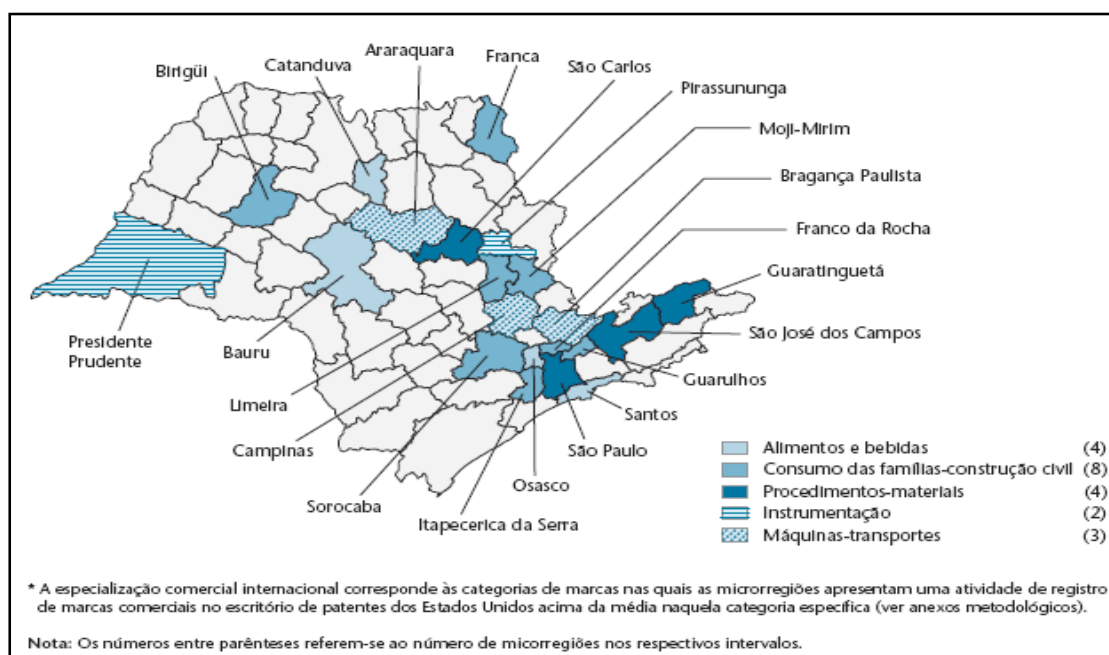 Araraquara
Franca
São Carlos
Catanduva
Birigüi
Pirassununga
Moji-Mirim
Bragança Paulista
Franco da Rocha
Guaratinguetá
São José dos Campos
Presidente
Prudente
Bauru
Guarulhos
Limeira
Santos
Campinas
São Paulo
Osasco
Sorocaba
Itapecerica da Serra
Alimentos e bebidas (4)
Consumo das famílias-construção civil (8)
Procedimentos-materiais (4)
Instrumentação (2)
Máquinas-transportes (3)
* A especialização comercial internacional corresponde às categorias de marcas nas quais as microrregiões apresentam uma atividade de registro
de marcas comerciais no escritório de patentes dos Estados Unidos acima da média naquela categoria específica (ver anexos metodológicos).
Nota: Os números entre parênteses referem-se ao número de micorregiões nos respectivos intervalos.